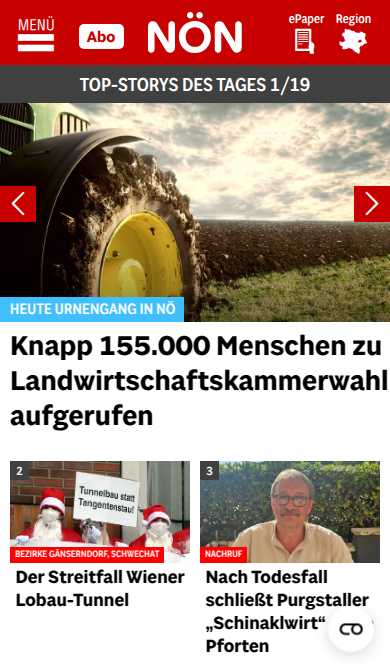 MENÜ
Abo
NÖN
ePaper
Region
TOP-STORYS DES TAGES 1/19
HEUTE URNENGANG IN NÖ
Knapp 155.000 Menschen zu
Landwirtschaftskammerwahl
aufgerufen
2
Tunnelbau statt
Tangentenstau!
BEZIRKE GÄNSERNDORF, SCHWECHAT
Der Streitfall Wiener
Lobau-Tunnel
3
NACHRUF
Nach Todesfall
schließt Purgstaller
„Schinaklwirt“
Pforten